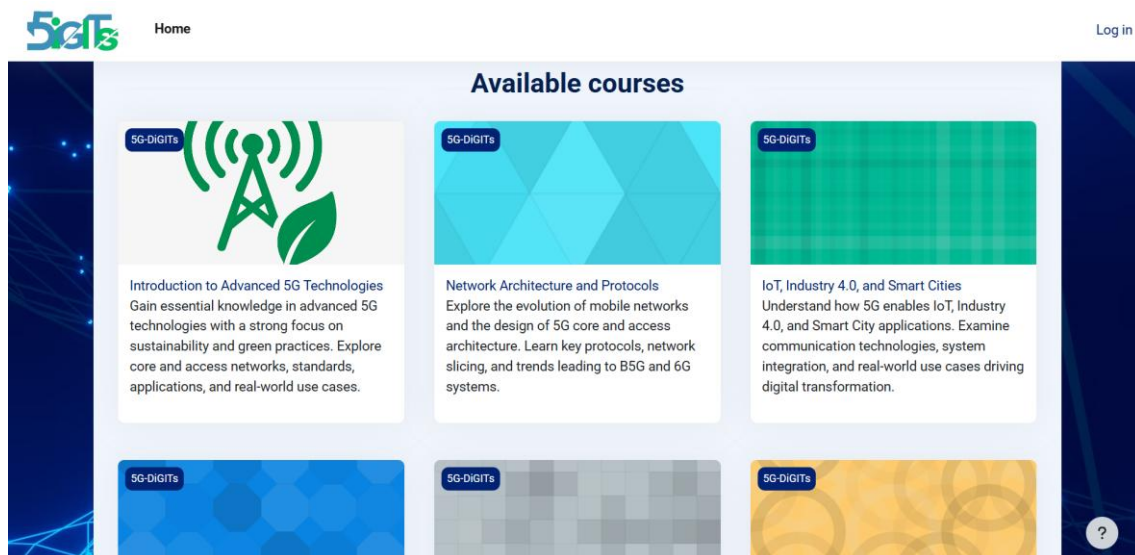 5iGITs
Home
Log in
Available courses
5G-DiGITs
5G-DiGITs
5G-DiGITs
Introduction to Advanced 5G Technologies
Gain essential knowledge in advanced 5G
technologies with a strong focus on
sustainability and green practices. Explore
core and access networks, standards,
applications, and real-world use cases.
Network Architecture and Protocols
Explore the evolution of mobile networks
and the design of 5G core and access
architecture. Learn key protocols, network
slicing, and trends leading to B5G and 6G
systems.
IoT, Industry 4.0, and Smart Cities
Understand how 5G enables IoT, Industry
4.0, and Smart City applications. Examine
communication technologies, system
integration, and real-world use cases driving
digital transformation.
5G-DiGITs
5G-DiGITs
5G-DiGITs
?